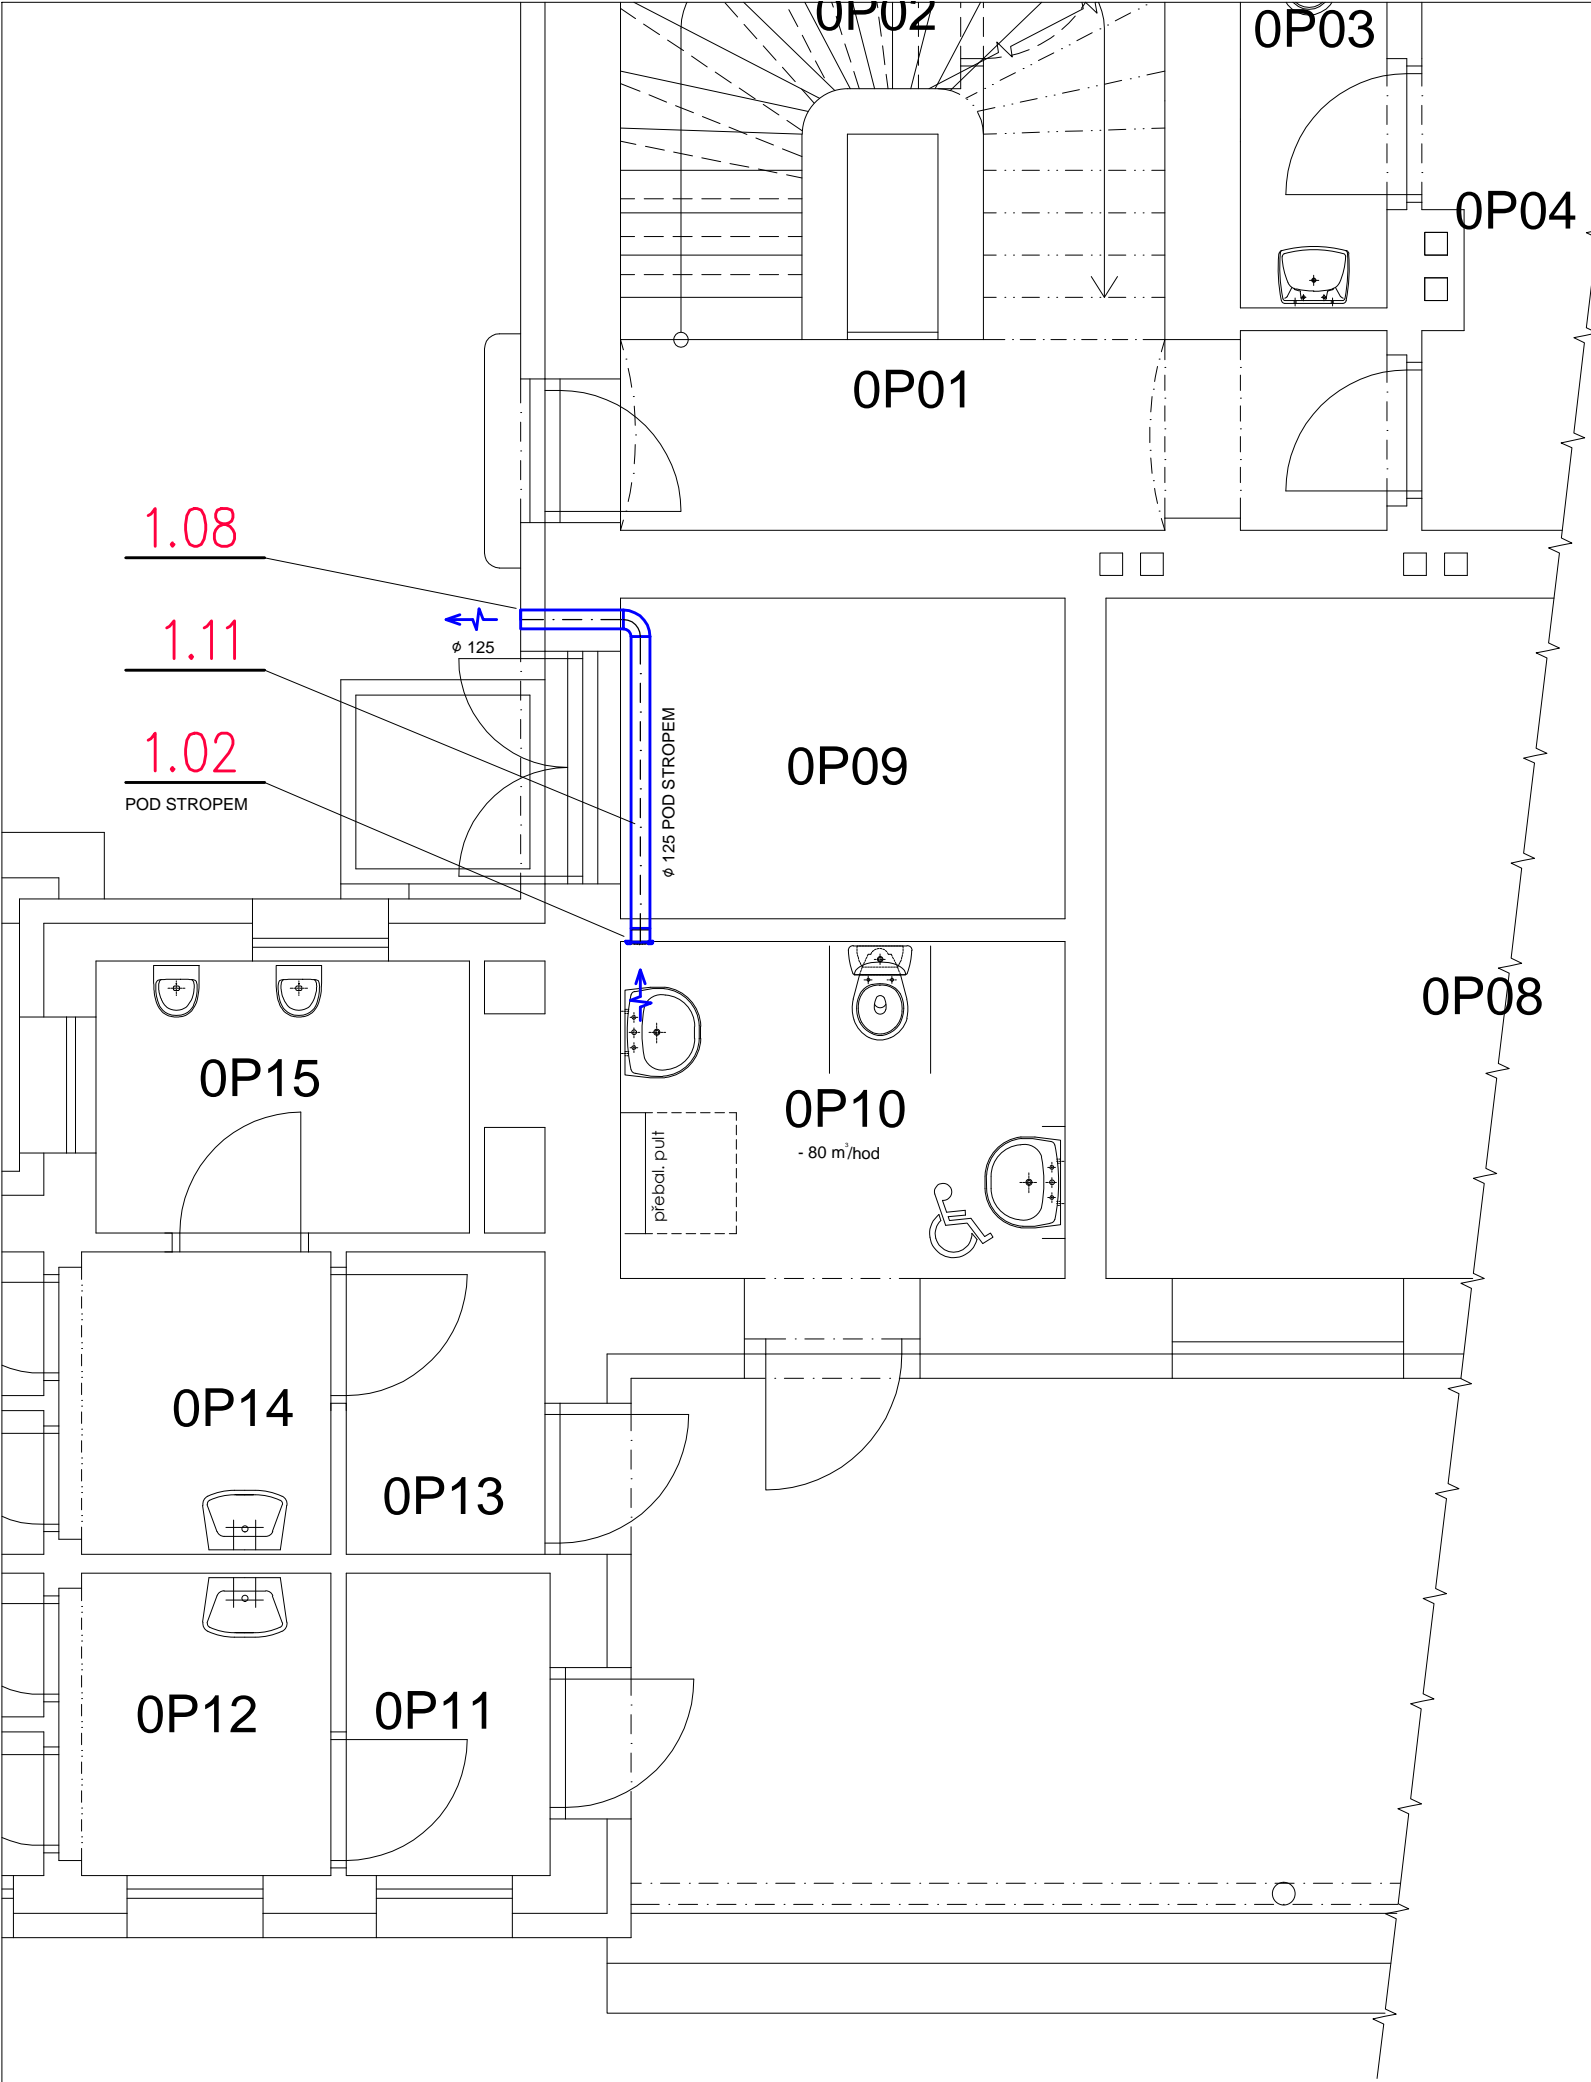 0P02
0P03
0P04
0P01
1.08
1.11
ϕ 125
1.02
POD STROPEM
ϕ 125 POD STROPEM
0P09
0P08
0P15
0P10
- 80 m³/hod
přebal. pult
0P14
0P13
0P12
0P11